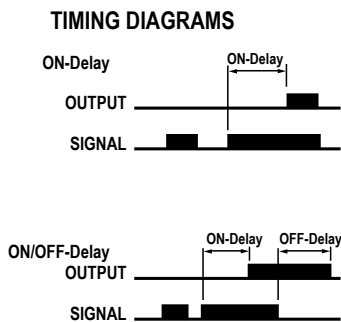 TIMING DIAGRAMS
ON-Delay
ON-Delay
OUTPUT
SIGNAL
ON-Delay OFF-Delay
ON/OFF-Delay
OUTPUT
SIGNAL